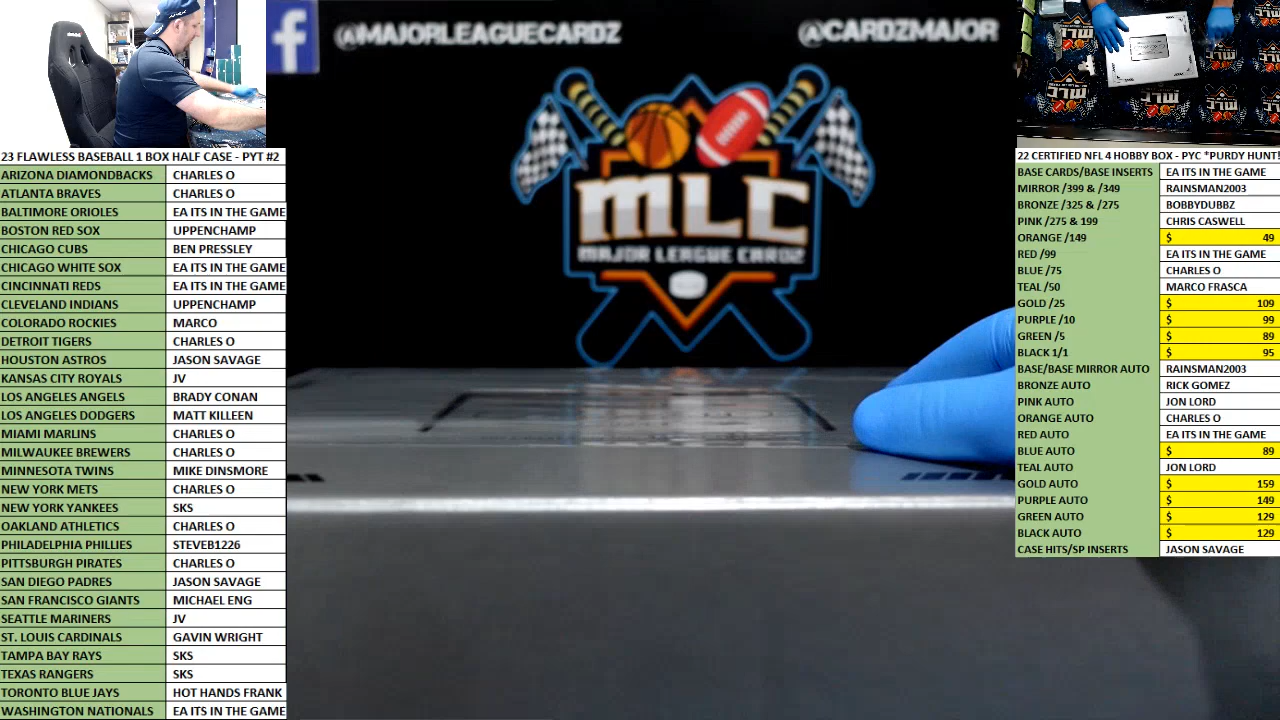 @MAJORLEAGUECARDZ
@CARDZMAJOR
MLC
MAJOR LEAGUE CARDZ
23 FLAWLESS BASEBALL 1 BOX HALF CASE - PYT #2
ARIZONA DIAMONDBACKS CHARLES O
ATLANTA BRAVES CHARLES O
BALTIMORE ORIOLES EA ITS IN THE GAME
BOSTON RED SOX UPPENCHAMP
CHICAGO CUBS BEN PRESSLEY
CHICAGO WHITE SOX EA ITS IN THE GAME
CINCINNATI REDS EA ITS IN THE GAME
CLEVELAND INDIANS UPPENCHAMP
COLORADO ROCKIES MARCO
DETROIT TIGERS CHARLES O
HOUSTON ASTROS JASON SAVAGE
KANSAS CITY ROYALS JV
LOS ANGELES ANGELS BRADY CONAN
LOS ANGELES DODGERS MATT KILLEEN
MIAMI MARLINS CHARLES O
MILWAUKEE BREWERS CHARLES O
MINNESOTA TWINS MIKE DINSMORE
NEW YORK METS CHARLES O
NEW YORK YANKEES SKS
OAKLAND ATHLETICS CHARLES O
PHILADELPHIA PHILLIES STEVEB1226
PITTSBURGH PIRATES CHARLES O
SAN DIEGO PADRES JASON SAVAGE
SAN FRANCISCO GIANTS MICHAEL ENG
SEATTLE MARINERS JV
ST. LOUIS CARDINALS GAVIN WRIGHT
TAMPA BAY RAYS SKS
TEXAS RANGERS SKS
TORONTO BLUE JAYS HOT HANDS FRANK
WASHINGTON NATIONALS EA ITS IN THE GAME
22 CERTIFIED NFL 4 HOBBY BOX - PYC *PURDY HUNT!
BASE CARDS/BASE INSERTS EA ITS IN THE GAME
MIRROR /399 & /349 RAINSMAN2003
BRONZE /325 & /275 BOBBYDUBBZ
PINK /275 & 199 CHRIS CASWELL
ORANGE /149 $ 49
RED /99 EA ITS IN THE GAME
BLUE /75 CHARLES O
TEAL /50 MARCO FRASCA
GOLD /25 $ 109
PURPLE /10 $ 99
GREEN /5 $ 89
BLACK 1/1 $ 95
BASE/BASE MIRROR AUTO RAINSMAN2003
BRONZE AUTO RICK GOMEZ
PINK AUTO JON LORD
ORANGE AUTO CHARLES O
RED AUTO EA ITS IN THE GAME
BLUE AUTO $ 89
TEAL AUTO JON LORD
GOLD AUTO $ 159
PURPLE AUTO $ 149
GREEN AUTO $ 129
BLACK AUTO $ 129
CASE HITS/SP INSERTS JASON SAVAGE